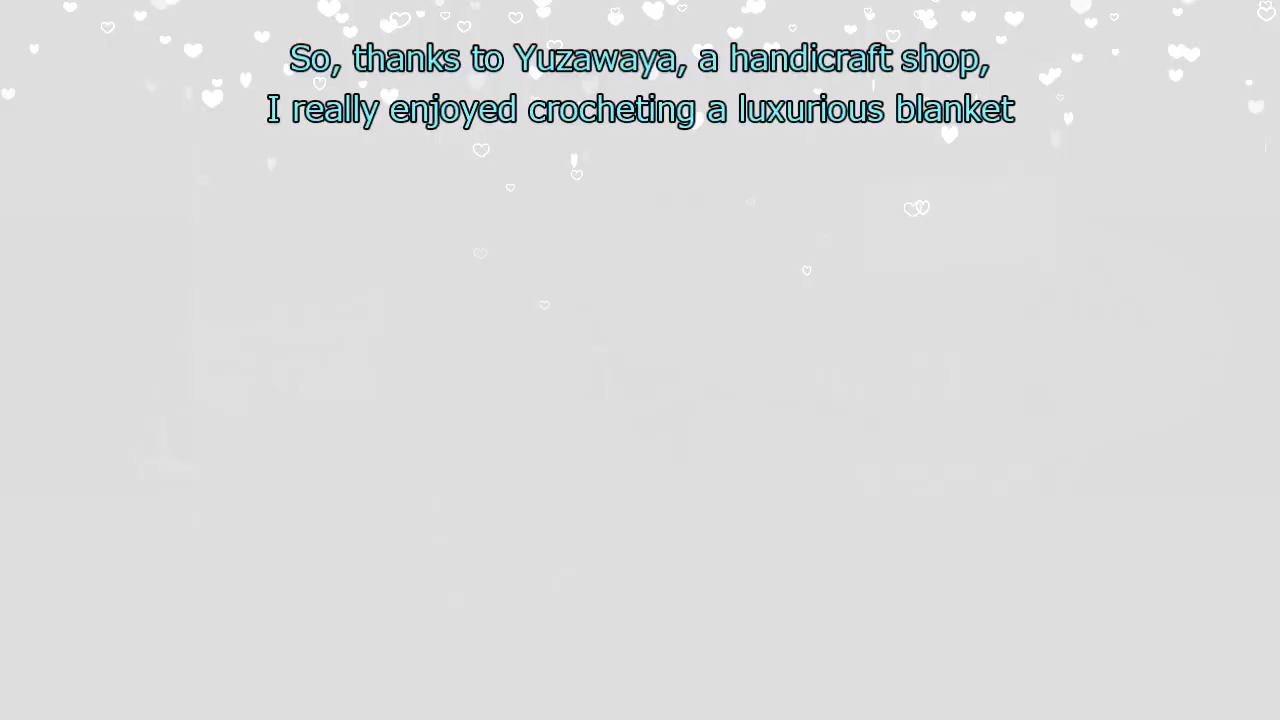 So, thanks to Yuzawaya, a handicraft shop,
I really enjoyed crocheting a luxurious blanket